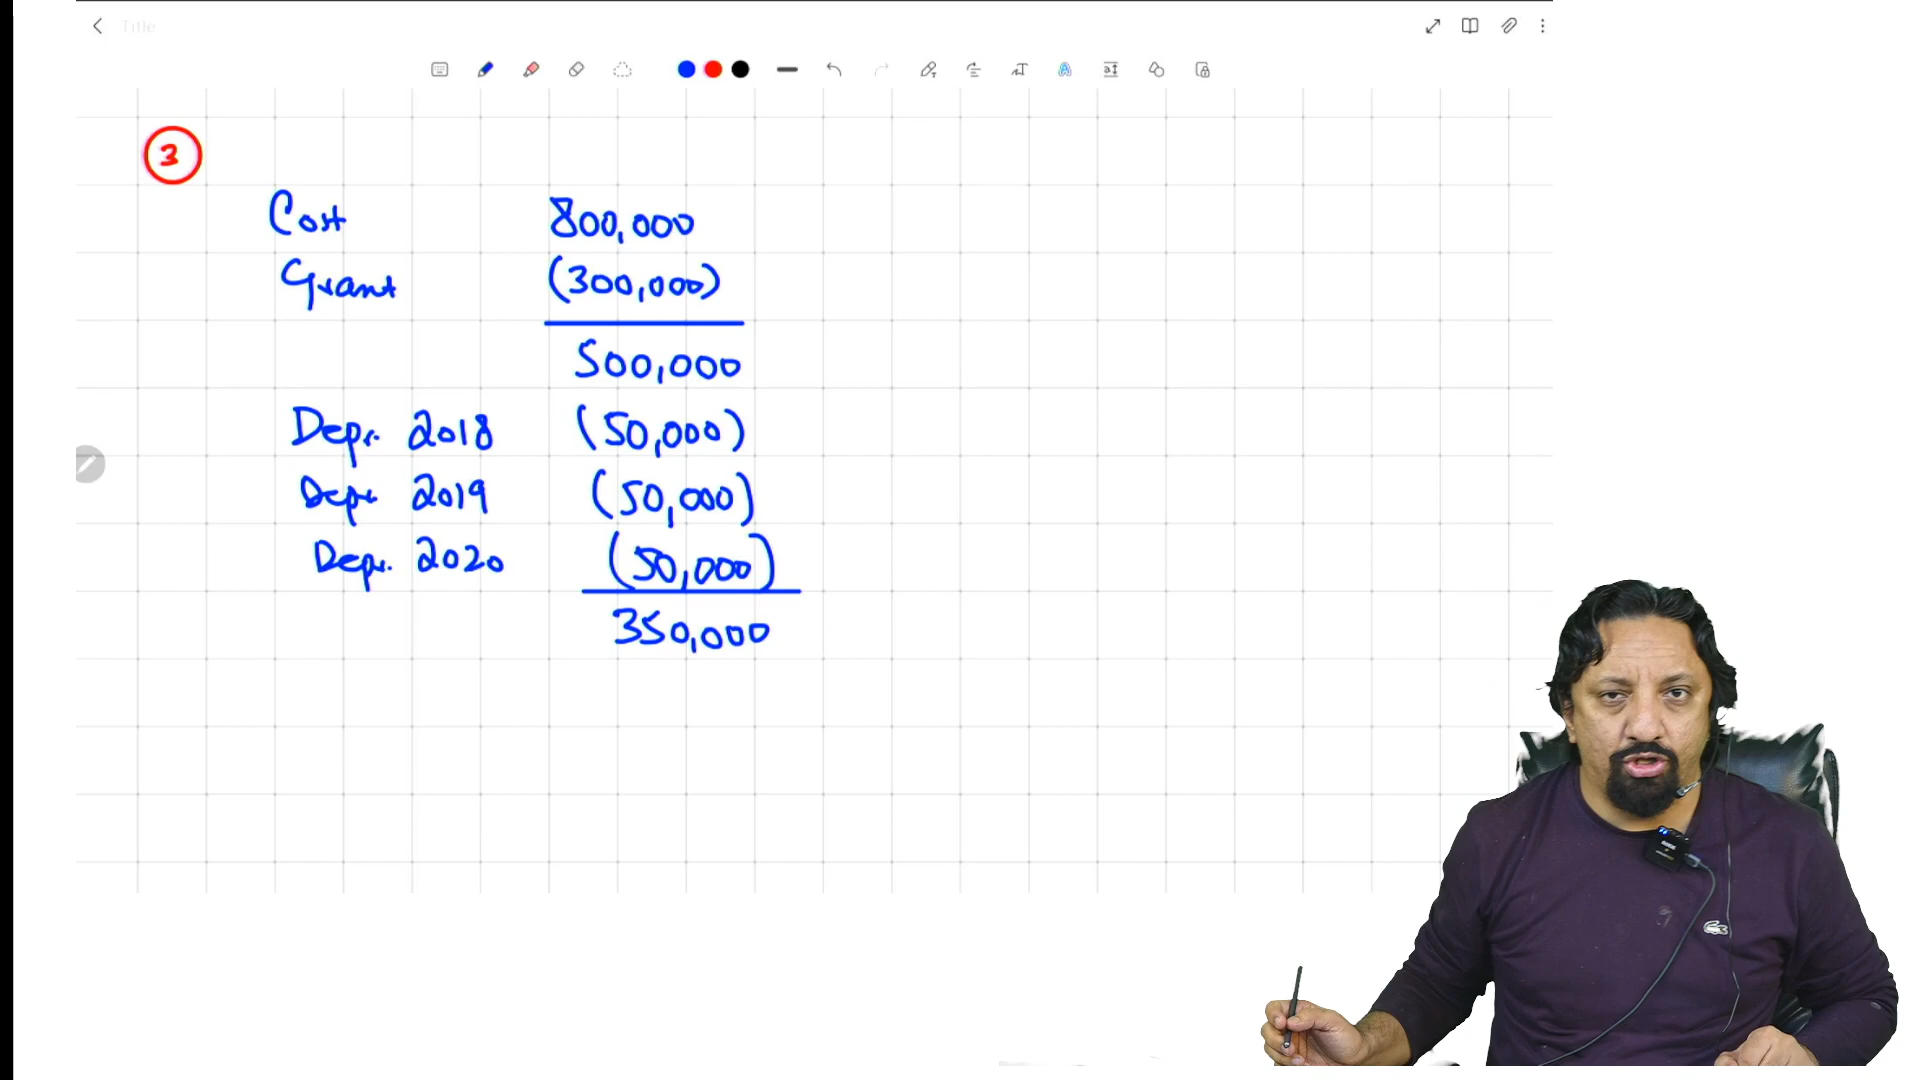 Title
3
Cost 800,000
Grant (300,000)
500,000
Depr. 2018 (50,000)
Depr. 2019 (50,000)
Depr. 2020 (50,000)
350,000